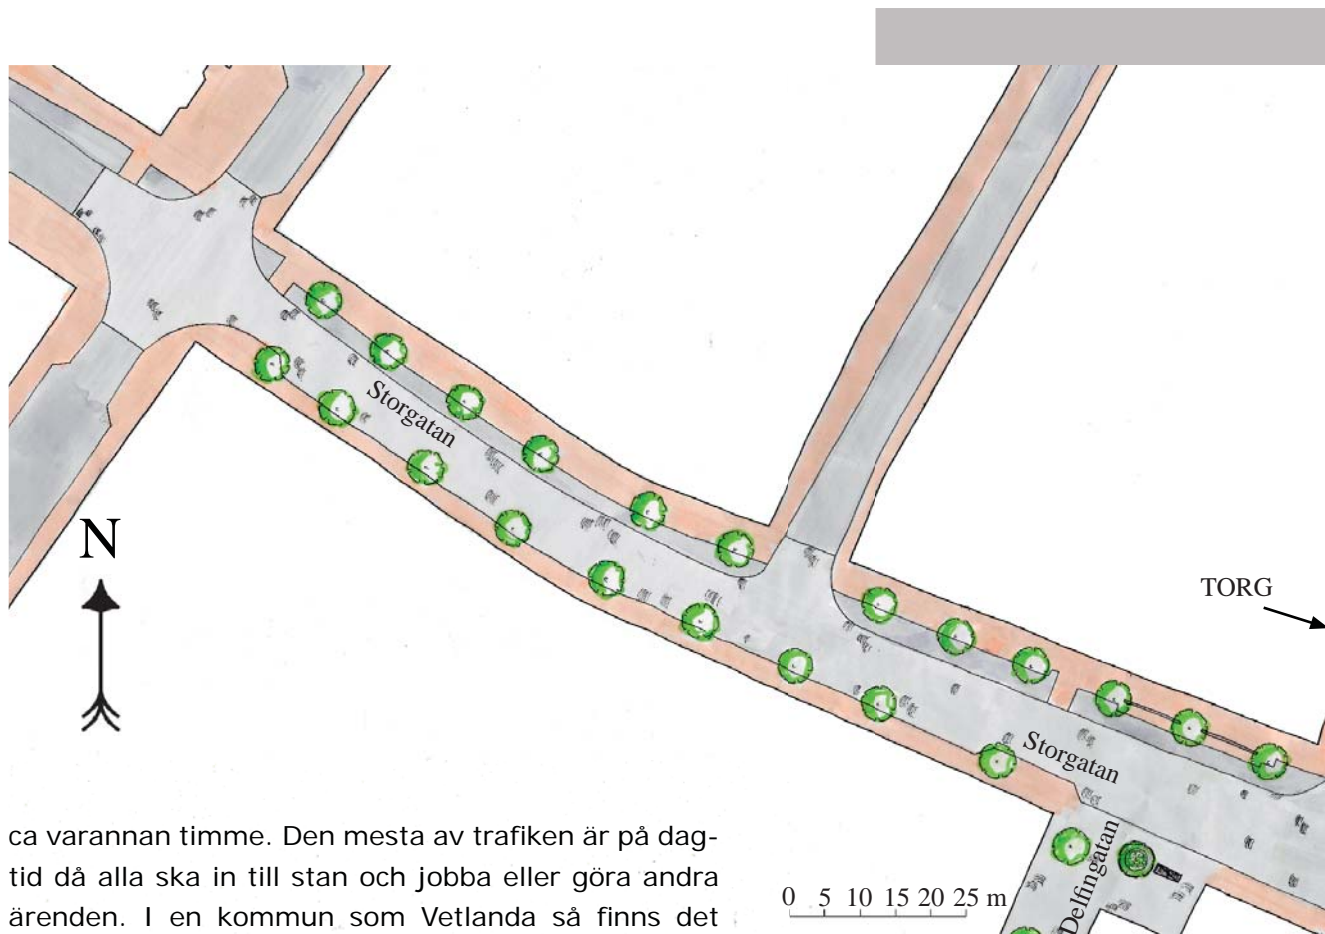 Storgatan
N
TORG
Storgatan
Delfingatan
ca varannan timme. Den mesta av trafiken är på dag-
tid då alla ska in till stan och jobba eller göra andra
ärenden. I en kommun som Vetlanda så finns det
0 5 10 15 20 25 m